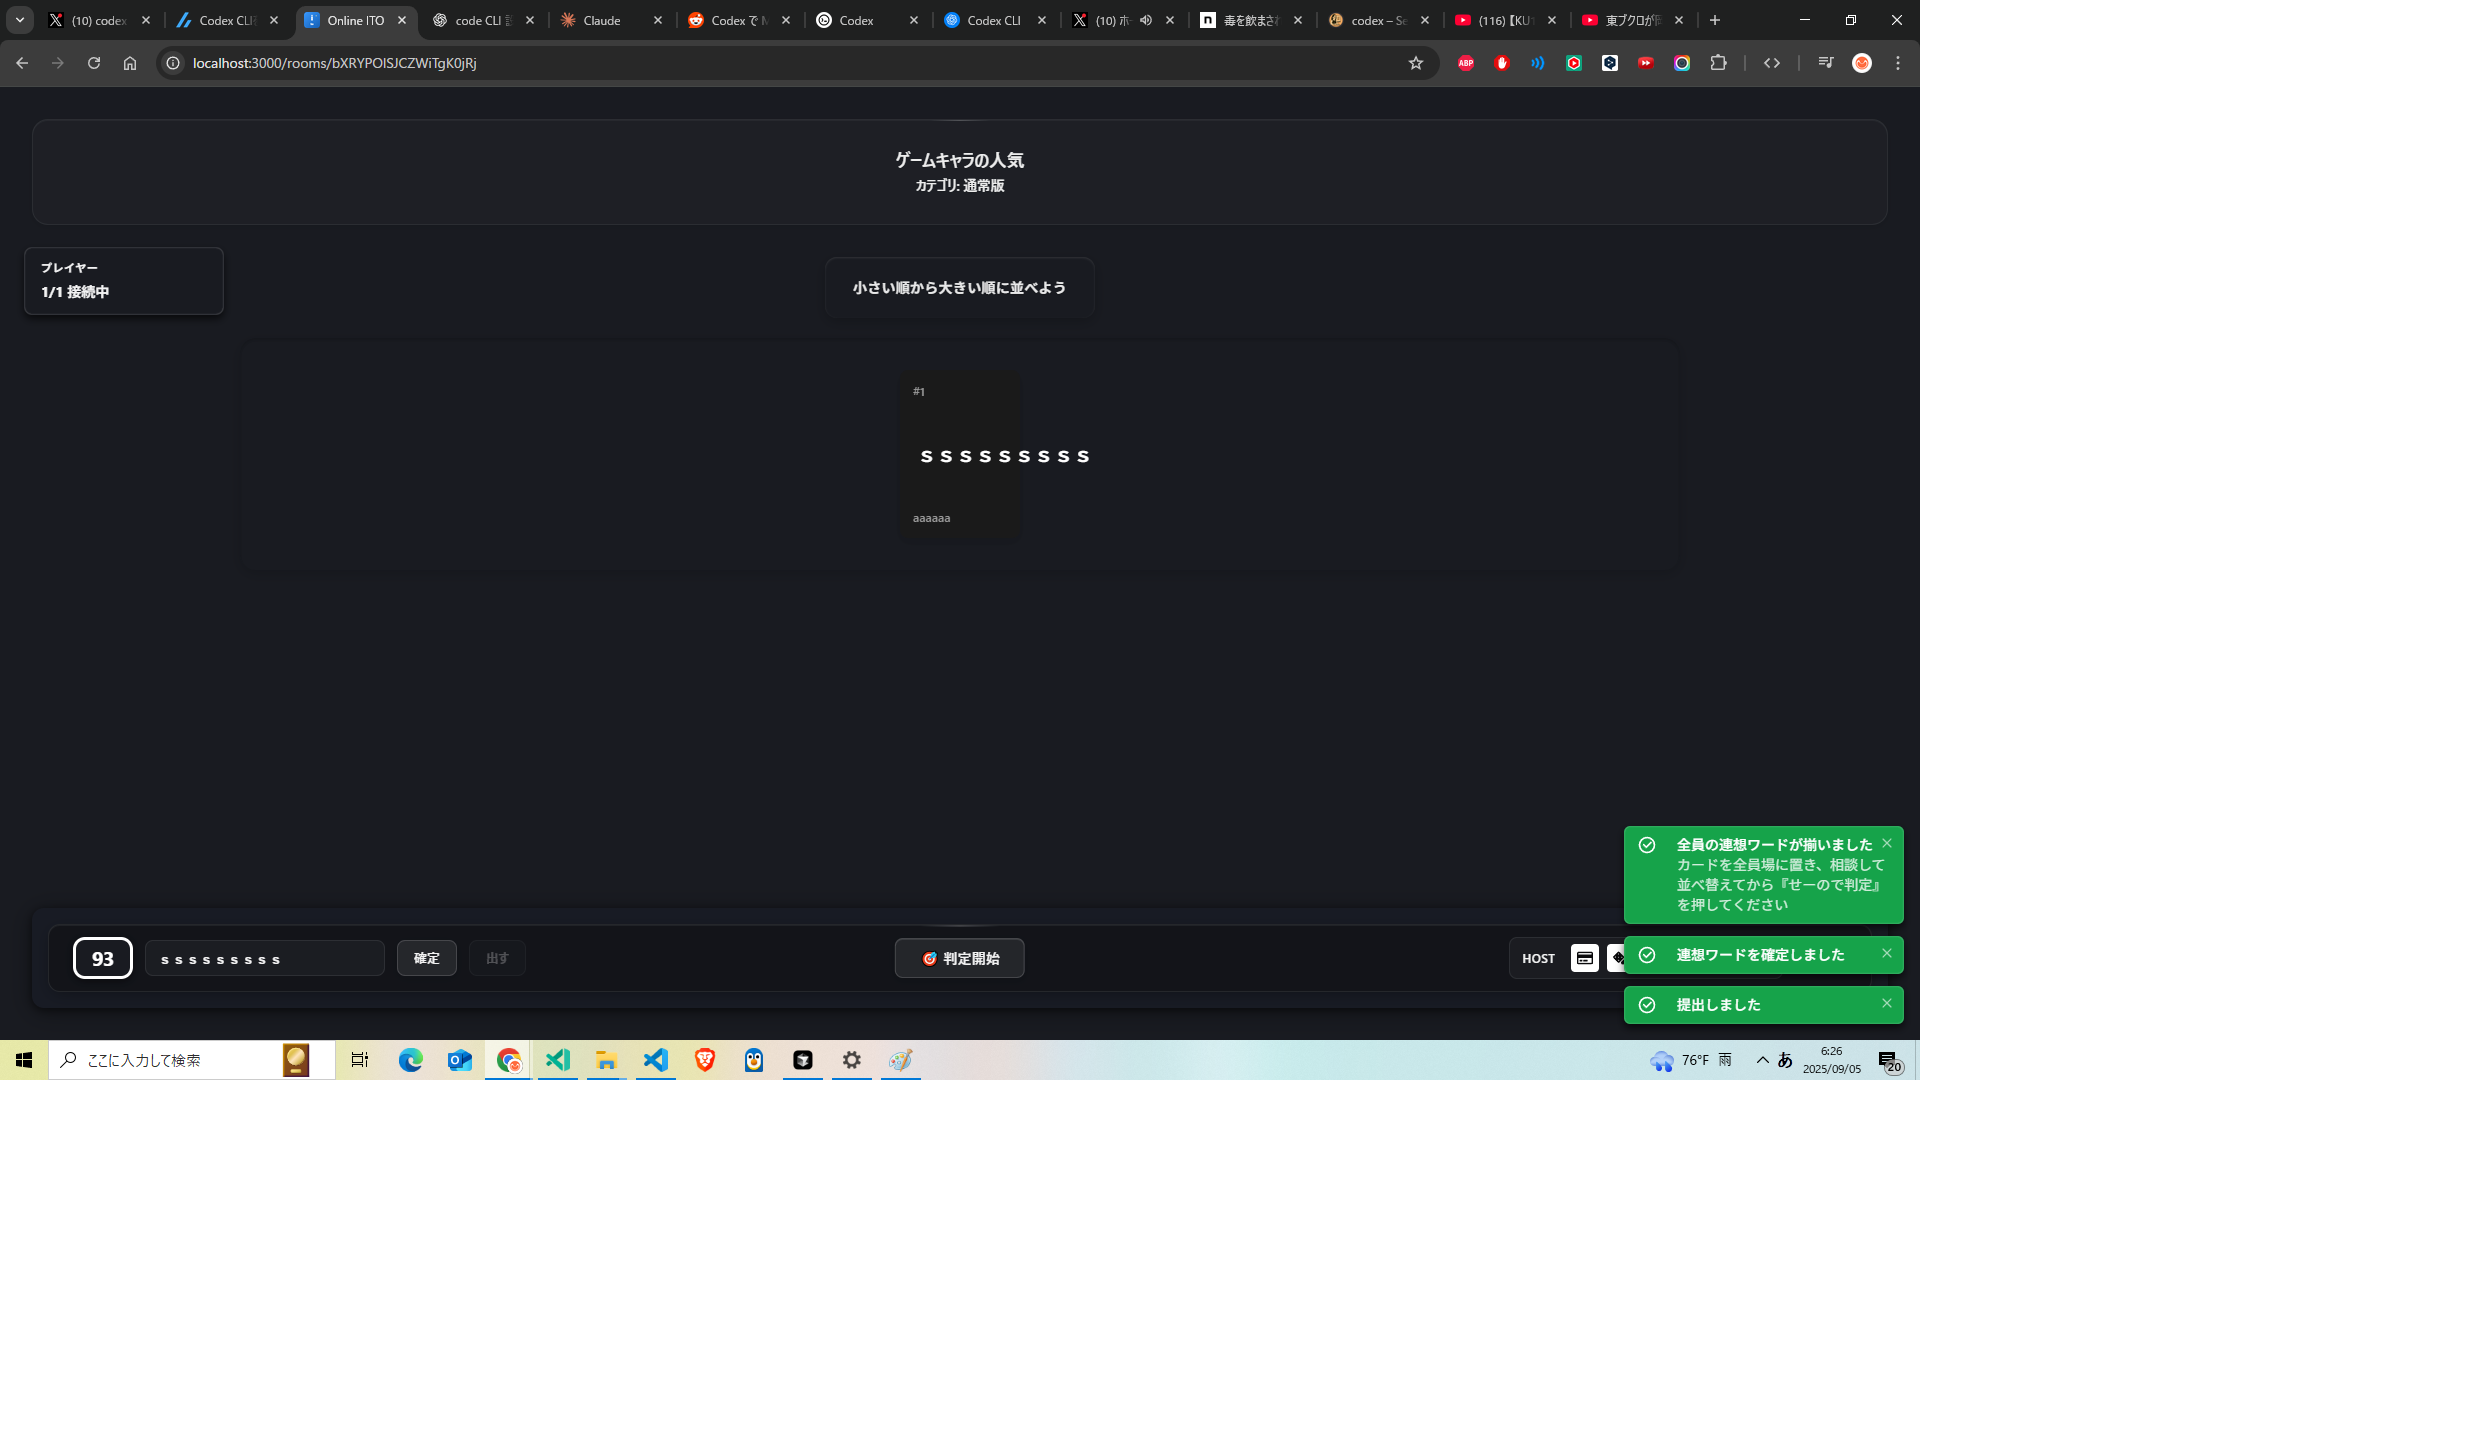 (10) codex
Codex CLI
Online ITO
code CLI
Claude
Codex で
Codex
Codex CLI
(10) ホ
毒を飲まされ
codex – Se
(116) 【KU
東ブクロが
localhost:3000/rooms/bXRYPOlSJCZWiTgK0jRj
ABP
ゲームキャラの人気
カテゴリ: 通常版
プレイヤー
1/1 接続中
小さい順から大きい順に並べよう
#1
ｓｓｓｓｓｓｓｓｓ
aaaaaa
全員の連想ワードが揃いました
カードを全員場に置き、相談して
並べ替えてから『せーので判定』
を押してください
93
ｓｓｓｓｓｓｓｓｓ
確定
出す
🎯 判定開始
HOST
連想ワードを確定しました
提出しました
ここに入力して検索
76°F 雨
あ
6:26
2025/09/05
20